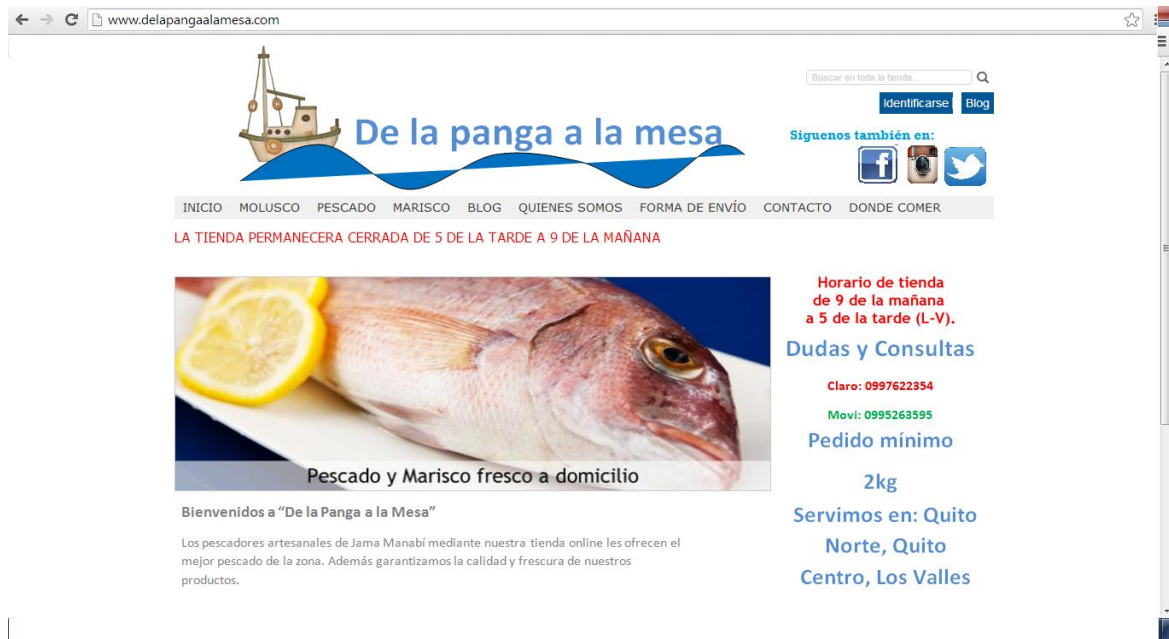 www.delapangaalamesa.com
Buscar en toda la tienda...
Identificarse Blog
De la panga a la mesa
Síguenos también en:
INICIO MOLUSCO PESCADO MARISCO BLOG QUIENES SOMOS FORMA DE ENVÍO CONTACTO DONDE COMER
LA TIENDA PERMANECERA CERRADA DE 5 DE LA TARDE A 9 DE LA MAÑANA
Pescado y Marisco fresco a domicilio
Bienvenidos a “De la Panga a la Mesa”
Los pescadores artesanales de Jama Manabí mediante nuestra tienda online les ofrecen el
mejor pescado de la zona. Además garantizamos la calidad y frescura de nuestros
productos.
Horario de tienda
de 9 de la mañana
a 5 de la tarde (L-V).
Dudas y Consultas
Claro: 0997622354
Movi: 0995263595
Pedido mínimo
2kg
Servimos en: Quito
Norte, Quito
Centro, Los Valles